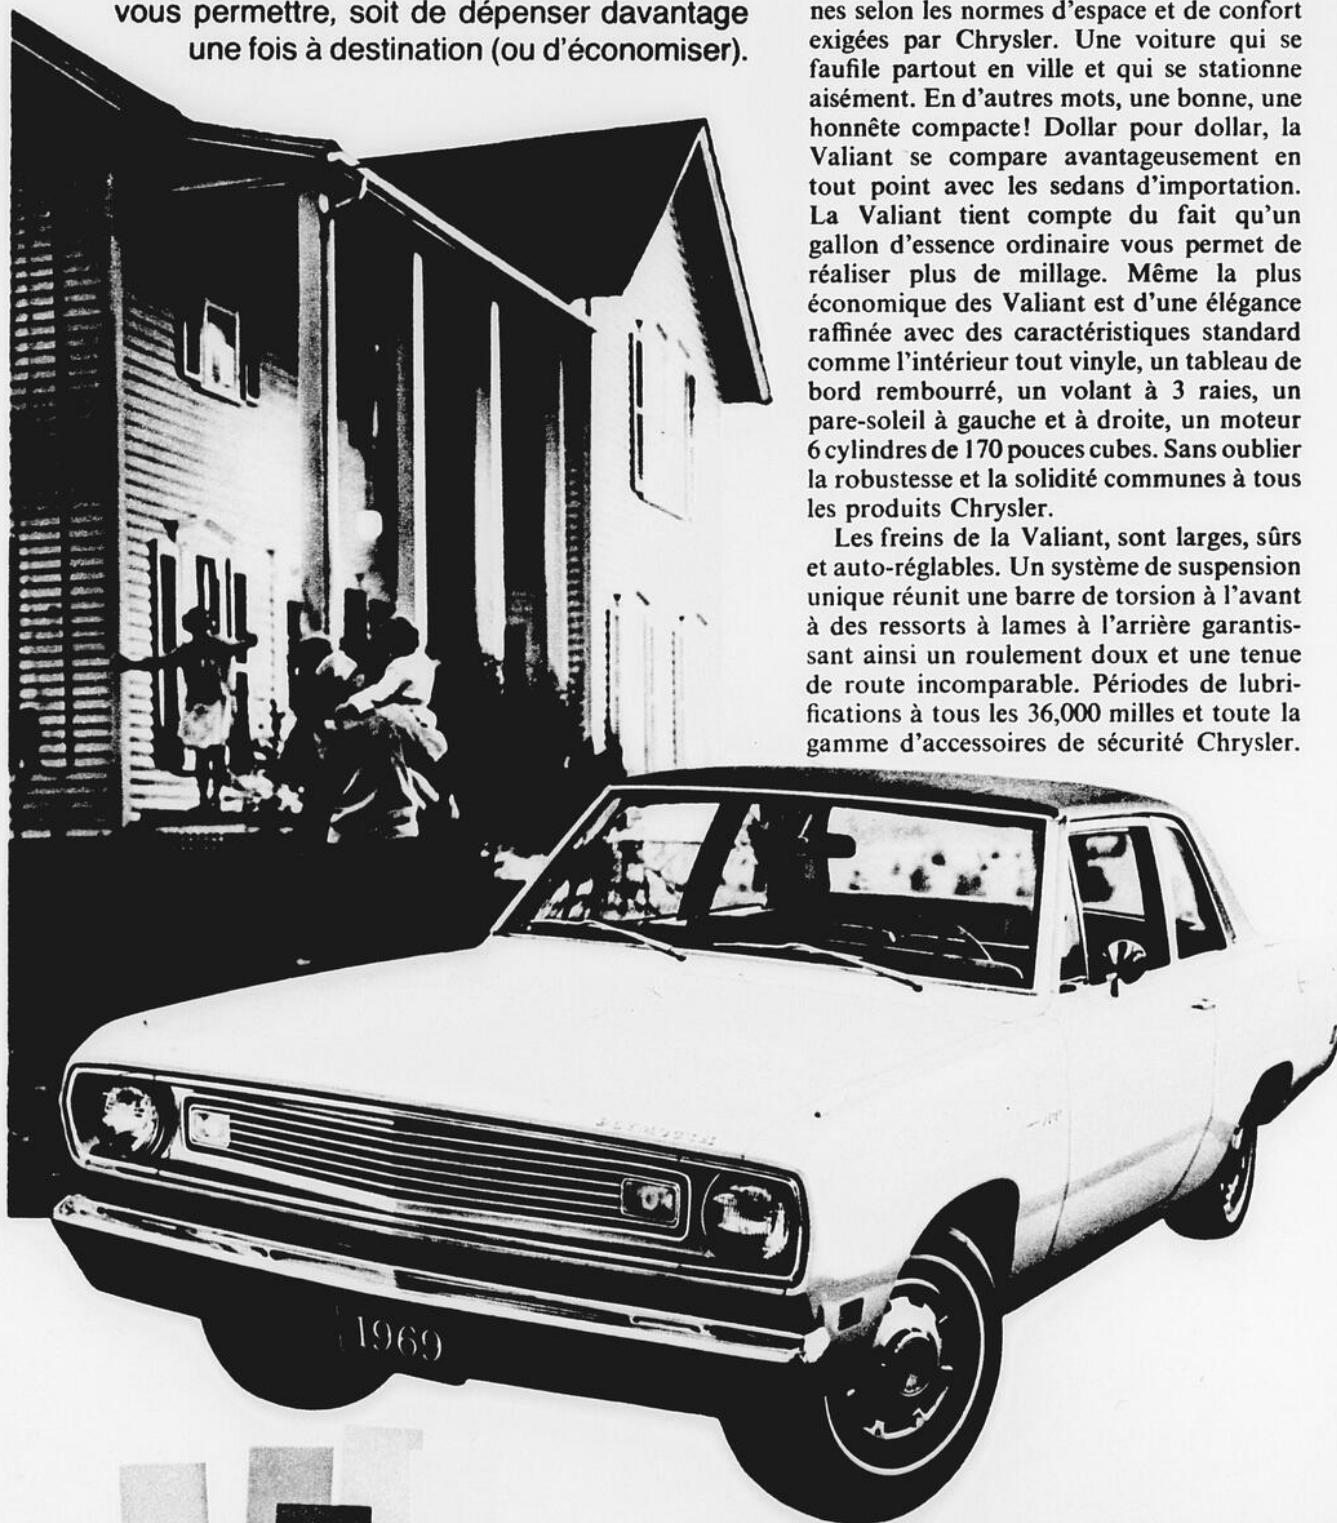 vous permettre, soit de dépenser davantage
une fois à destination (ou d'économiser).
nes selon les normes d'espace et de confort
exigées par Chrysler. Une voiture qui se
faufile partout en ville et qui se stationne
aisément. En d'autres mots, une bonne, une
honnête compacte! Dollar pour dollar, la
Valiant se compare avantageusement en
tout point avec les sedans d'importation.
La Valiant tient compte du fait qu'un
gallon d'essence ordinaire vous permet de
réaliser plus de millage. Même la plus
économique des Valiant est d'une élégance
raffinée avec des caractéristiques standard
comme l'intérieur tout vinyle, un tableau de
bord rembourré, un volant à 3 raies, un
pare-soleil à gauche et à droite, un moteur
6 cylindres de 170 pouces cubes. Sans oublier
la robustesse et la solidité communes à tous
les produits Chrysler.
Les freins de la Valiant, sont larges, sûrs
et auto-réglables. Un système de suspension
unique réunit une barre de torsion à l'avant
à des ressorts à lames à l'arrière garantis-
sant ainsi un roulement doux et une tenue
de route incomparable. Périodes de lubri-
fications à tous les 36,000 milles et toute la
gamme d'accessoires de sécurité Chrysler.
PLYMOUTH
1969